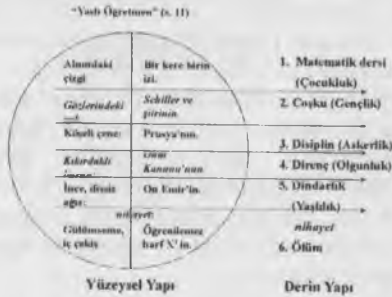 "Yaslı Öğretmen" (s. 11)
Alnındaki çizgi
Bir kere birin izi.
1. Matematik dersi (Çocukluk)
Gözlerindeki
Schiller ve şiirinin
2. Coşku (Gençlik)
Köşeli çene:
Prusya'nın.
3. Disiplin (Askerlik)
Kıkırdaklı
Kanunu'nun
4. Direnç (Olgunluk)
İnce, dişsiz ağız:
On Emir'in.
5. Dindarlık (Yaşlılık)
nihayet:
nihayet
Gülümseme, iç çekiş
Öğrenilemez harf X'in.
6. Ölüm
Yüzeysel Yapı
Derin Yapı